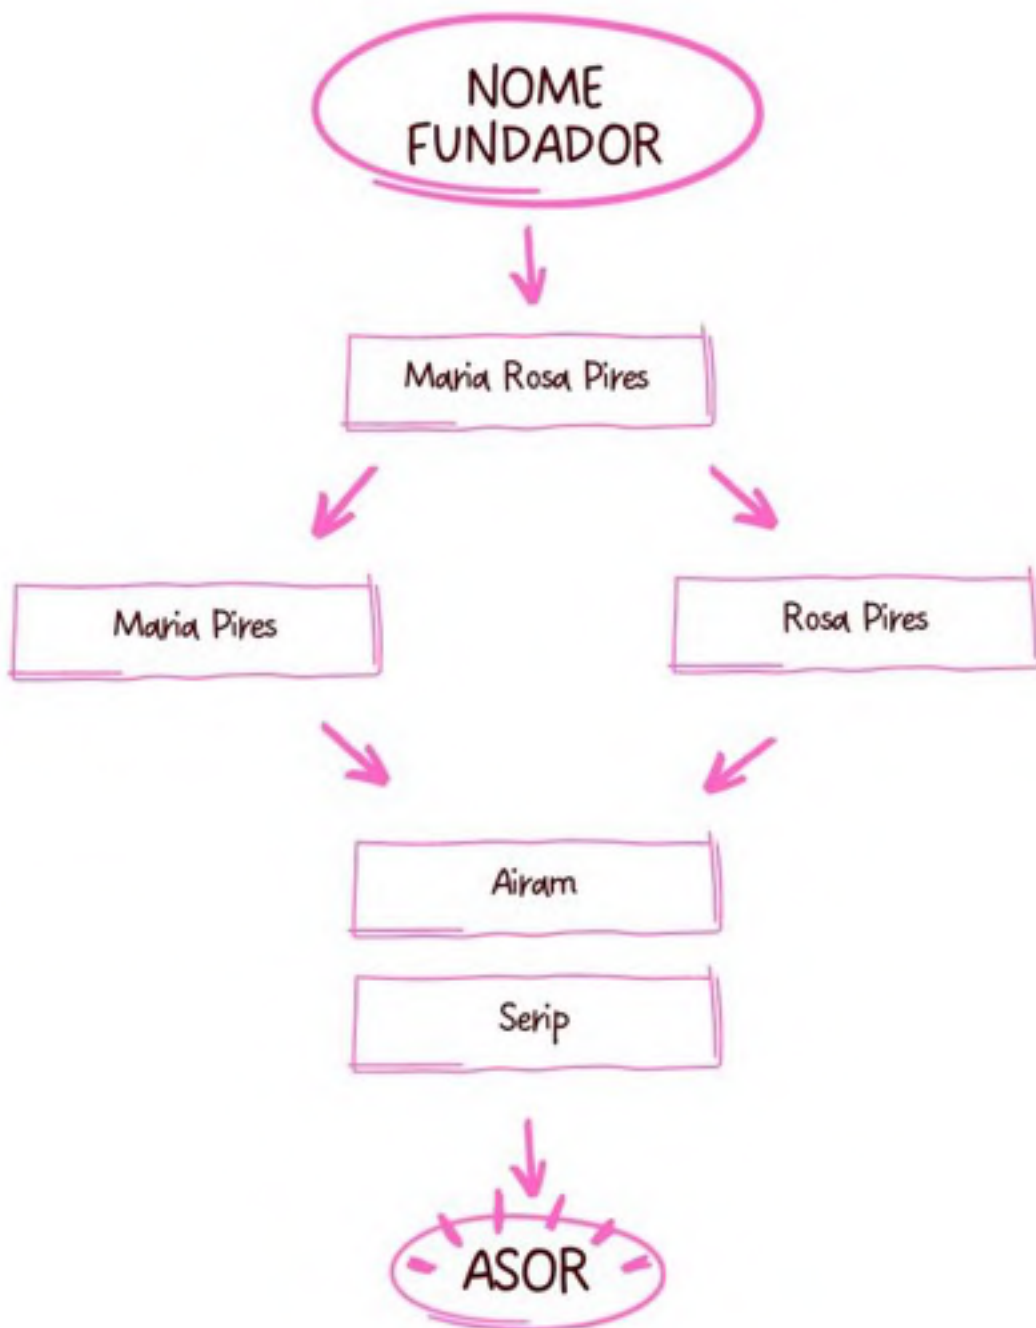 NOME
FUNDADOR
Maria Rosa Pires
Maria Pires
Rosa Pires
Airam
Serip
ASOR